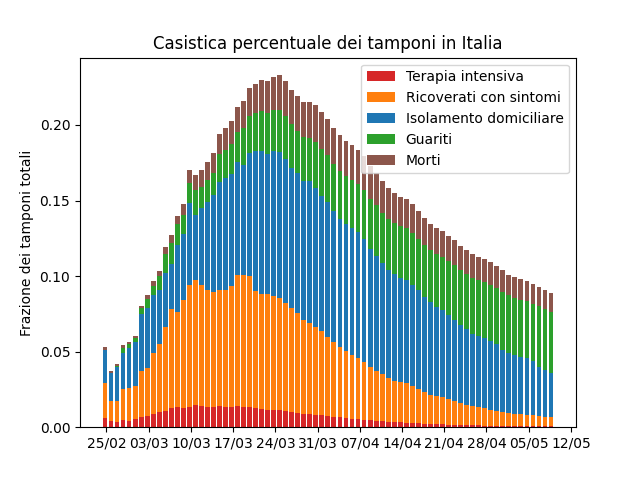 Casistica percentuale dei tamponi in Italia
Terapia intensiva
Ricoverati con sintomi
Isolamento domiciliare
Guariti
Morti
Frazione dei tamponi totali
0.20
0.15
0.10
0.05
0.00
25/02 03/03 10/03 17/03 24/03 31/03 07/04 14/04 21/04 28/04 05/05 12/05